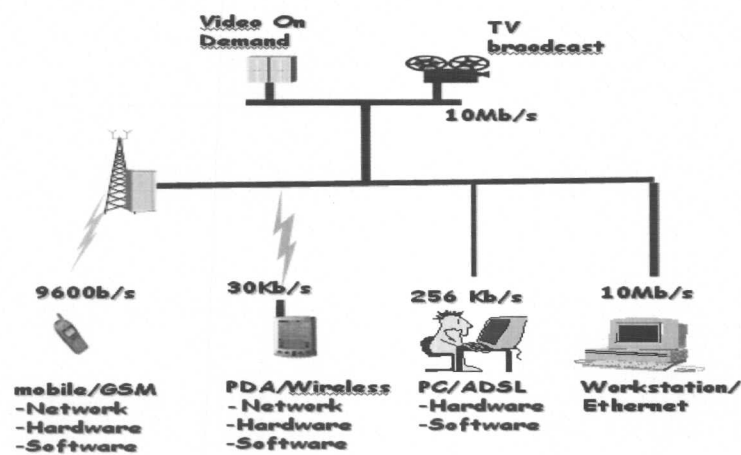 Video On
Demand
TV
broadcast
10Mb/s
9600b/s
30Kb/s
256 Kb/s
10Mb/s
mobile/GSM
-Network
-Hardware
-Software
PDA/Wireless
- Network
-Hardware
-Software
PC/ADSL
-Hardware
-Software
Workstation/
Ethernet